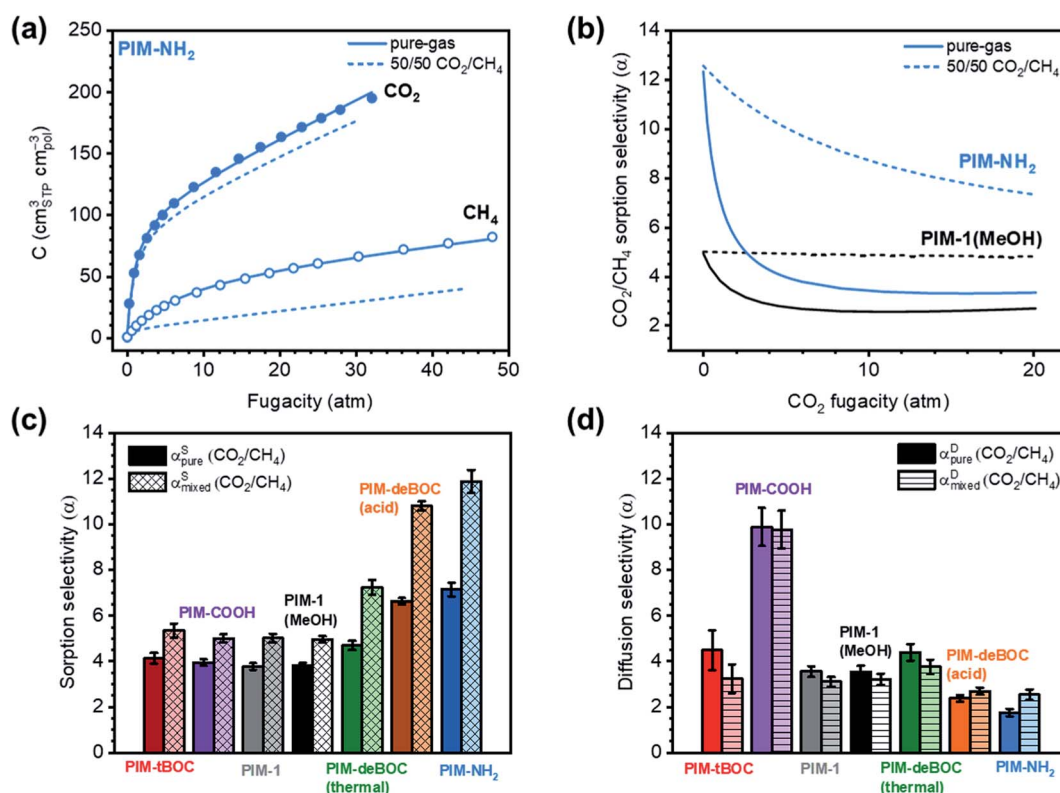 (a)
PIM-NH₂
pure-gas
50/50 CO₂/CH₄
CO₂
CH₄
250
200
150
100
50
0
C (cm³STP cm⁻³pol)
0 10 20 30 40 50
Fugacity (atm)
(b)
pure-gas
50/50 CO₂/CH₄
PIM-NH₂
PIM-1(MeOH)
14
12
10
8
6
4
2
CO₂/CH₄ sorption selectivity (α)
0 4 8 12 16 20
CO₂ fugacity (atm)
(c)
αSpure (CO₂/CH₄)
αSmixed (CO₂/CH₄)
PIM-deBOC
(acid)
PIM-COOH
PIM-1
(MeOH)
14
12
10
8
6
4
2
0
Sorption selectivity (α)
PIM-tBOC PIM-1 PIM-deBOC PIM-NH₂
(thermal)
(d)
αDpure (CO₂/CH₄)
αDmixed (CO₂/CH₄)
PIM-COOH
PIM-1
(MeOH)
PIM-deBOC
(acid)
14
12
10
8
6
4
2
0
Diffusion selectivity (α)
PIM-tBOC PIM-1 PIM-deBOC PIM-NH₂
(thermal)